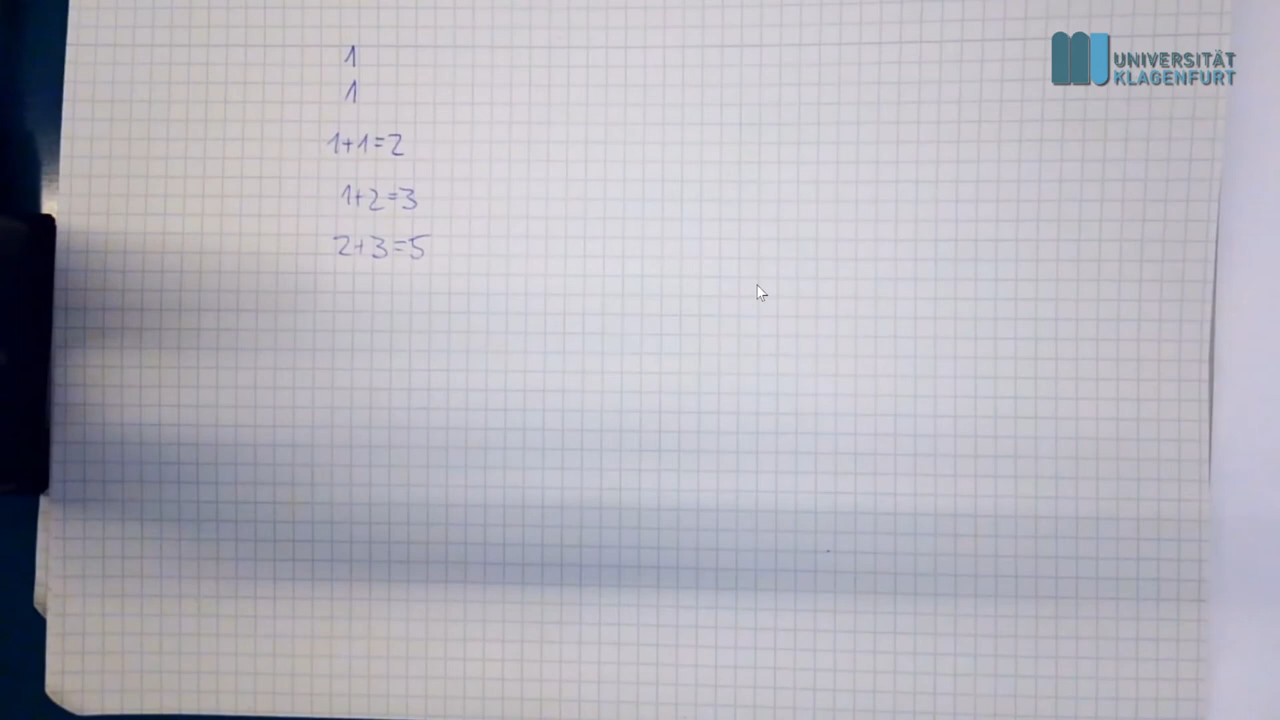 1
1
1+1=2
1+2=3
2+3=5
UNIVERSITÄT
KLAGENFURT